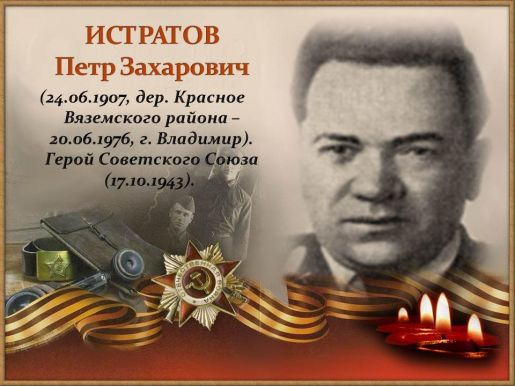 ИСТРАТОВ
Петр Захарович
(24.06.1907, дер. Красное
Вяземского района –
20.06.1976, г. Владимир).
Герой Советского Союза
(17.10.1943).